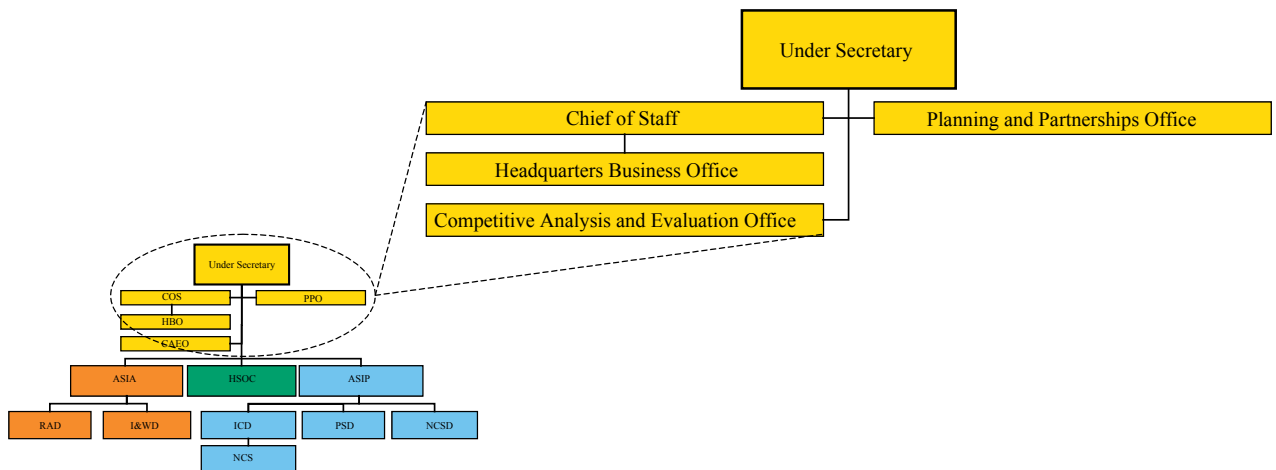 Under Secretary
Chief of Staff
Planning and Partnerships Office
Headquarters Business Office
Competitive Analysis and Evaluation Office
Under Secretary
COS
PPO
HBO
CAEO
ASIA
HSOC
ASIP
RAD
I&WD
ICD
PSD
NCSD
NCS